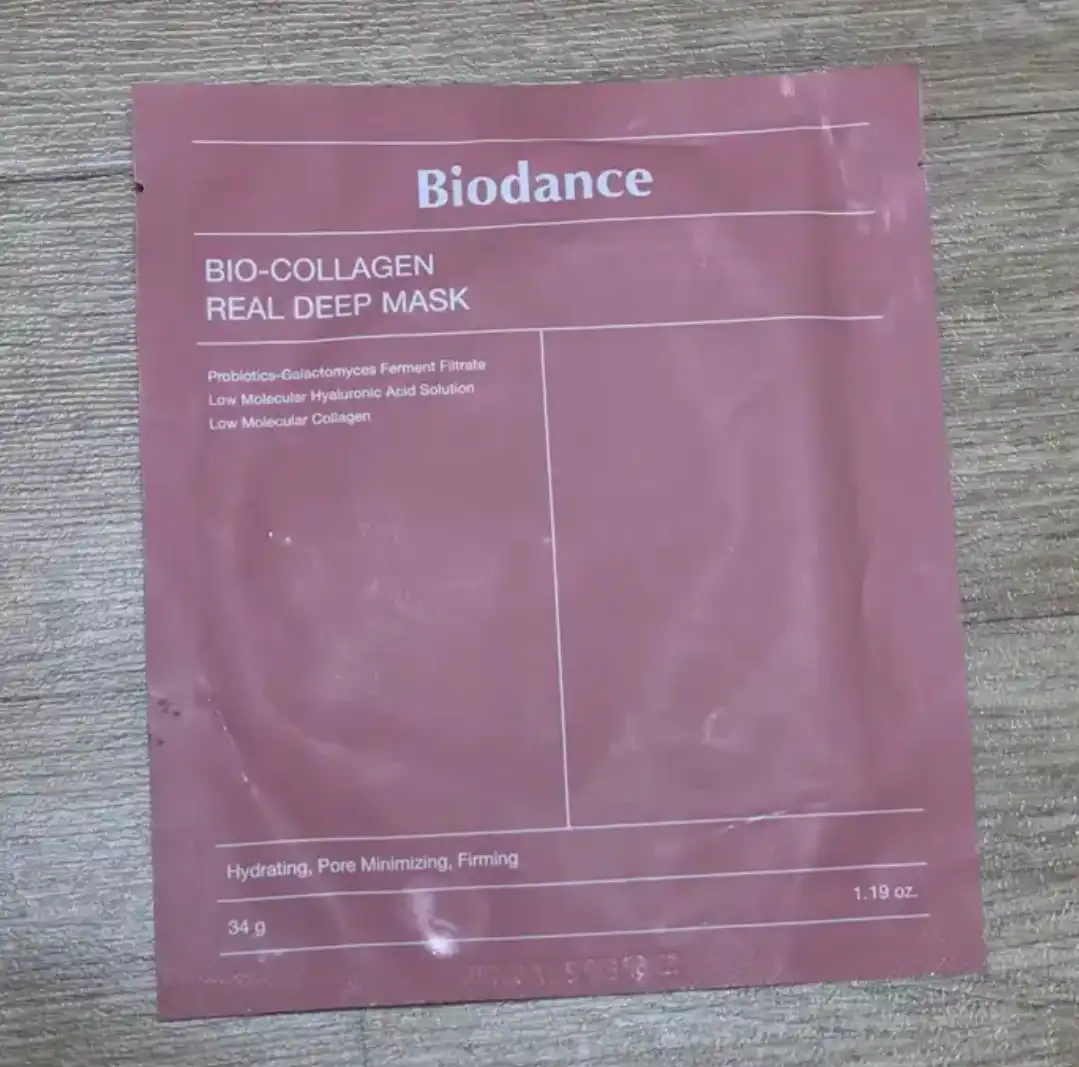 Biodance
BIO-COLLAGEN
REAL DEEP MASK
Probiotics-Galactomyces Ferment Filtrate
Low Molecular Hyaluronic Acid Solution
Low Molecular Collagen
Hydrating, Pore Minimizing, Firming
1.19 oz.
34 g